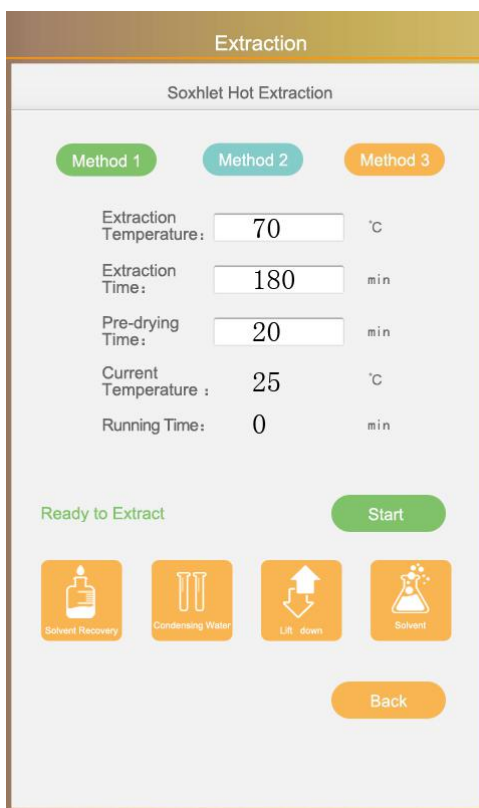 Extraction
Soxhlet Hot Extraction
Method 1 Method 2 Method 3
Extraction
Temperature: 70 ℃
Extraction
Time: 180 min
Pre-drying
Time: 20 min
Current
Temperature : 25 ℃
Running Time: 0 min
Ready to Extract Start
Solvent Recovery Condensing Water Lift down Solvent
Back